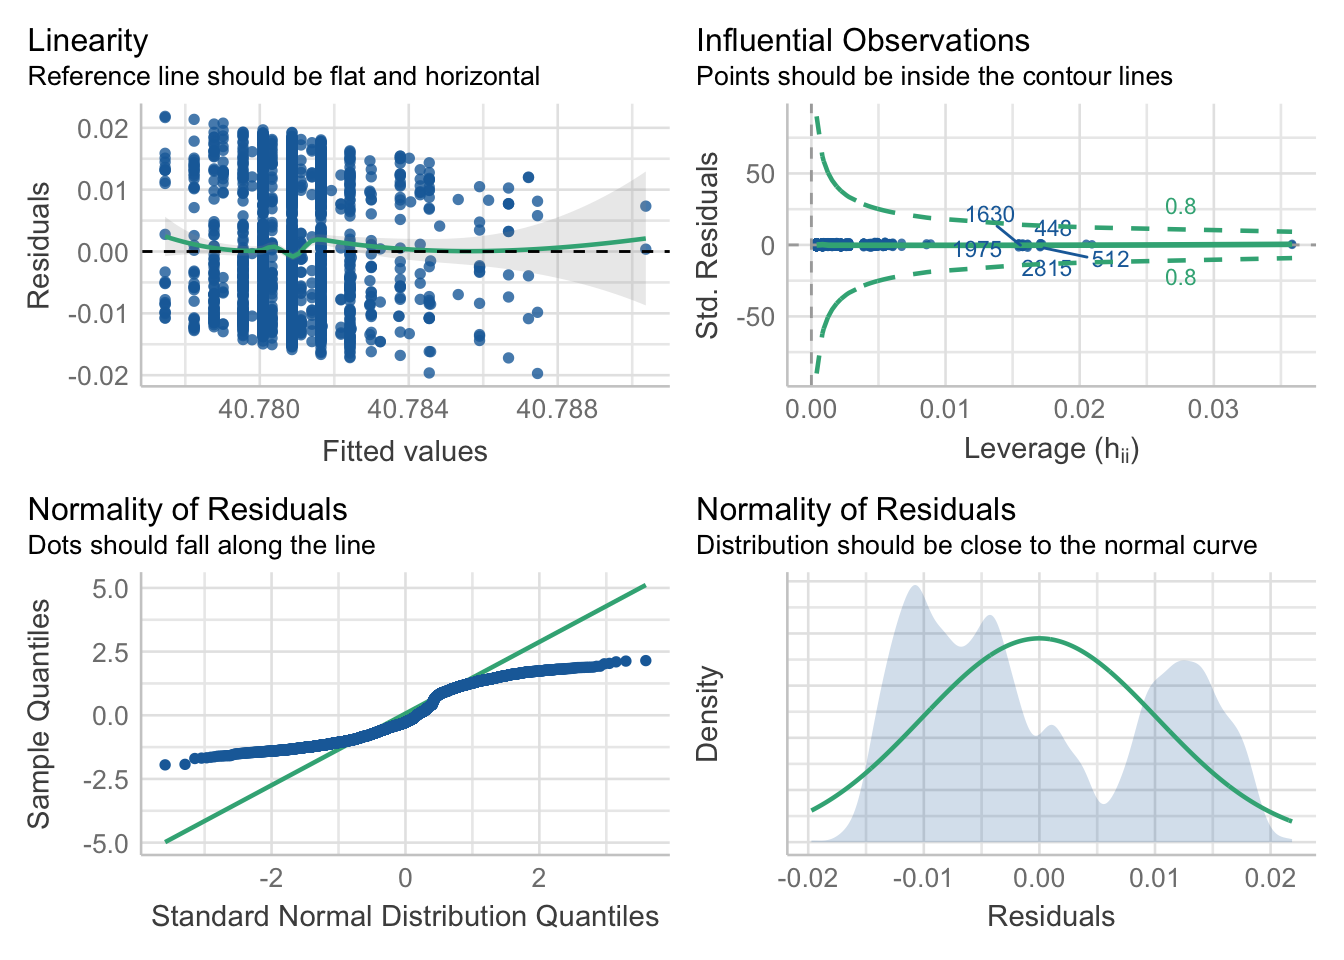 Linearity
Reference line should be flat and horizontal
0.02
0.01
0.00
-0.01
-0.02
Residuals
40.780
40.784
40.788
Fitted values
Influential Observations
Points should be inside the contour lines
50
0
-50
Std. Residuals
1630
448
0.8
1975
2815
512
0.8
0.00
0.01
0.02
0.03
Leverage (hii)
Normality of Residuals
Dots should fall along the line
5.0
2.5
0.0
-2.5
-5.0
Sample Quantiles
-2
0
2
Standard Normal Distribution Quantiles
Normality of Residuals
Distribution should be close to the normal curve
Density
-0.02
-0.01
0.00
0.01
0.02
Residuals